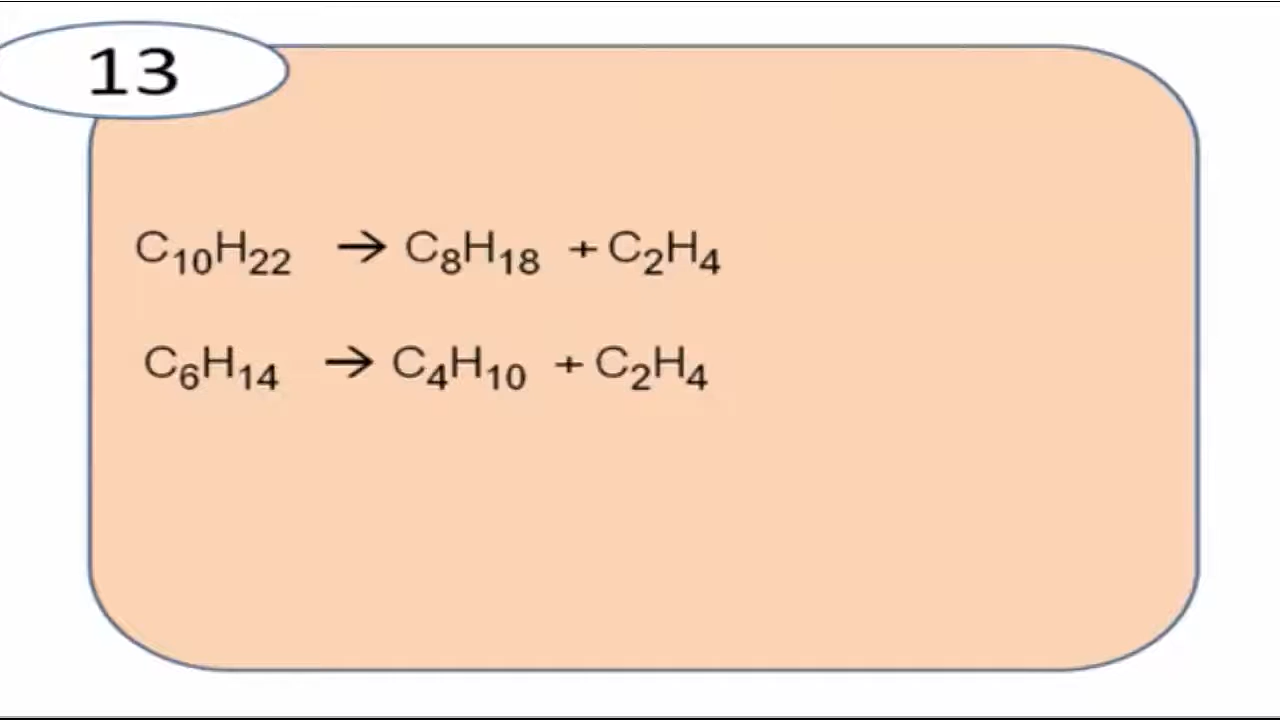 13
C₁₀H₂₂ → C₈H₁₈ + C₂H₄
C₆H₁₄ → C₄H₁₀ + C₂H₄